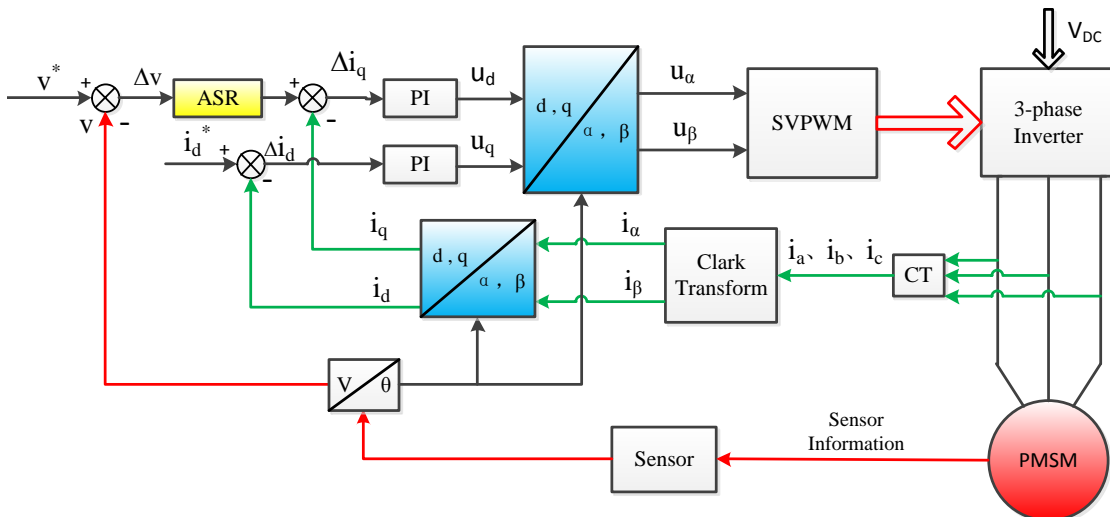 V_DC
v* + Δv ASR + Δi_q PI u_d
v -
-
d , q
α , β
u_α
u_β
SVPWM
3-phase
Inverter
i_d* + Δi_d PI u_q
-
i_q
i_d
d , q
α , β
i_α
i_β
Clark
Transform
i_a、i_b、i_c
CT
V θ
Sensor
Sensor
Information
PMSM